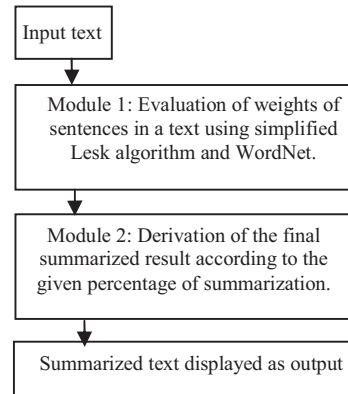 Input text
Module 1: Evaluation of weights of
sentences in a text using simplified
Lesk algorithm and WordNet.
Module 2: Derivation of the final
summarized result according to the
given percentage of summarization.
Summarized text displayed as output